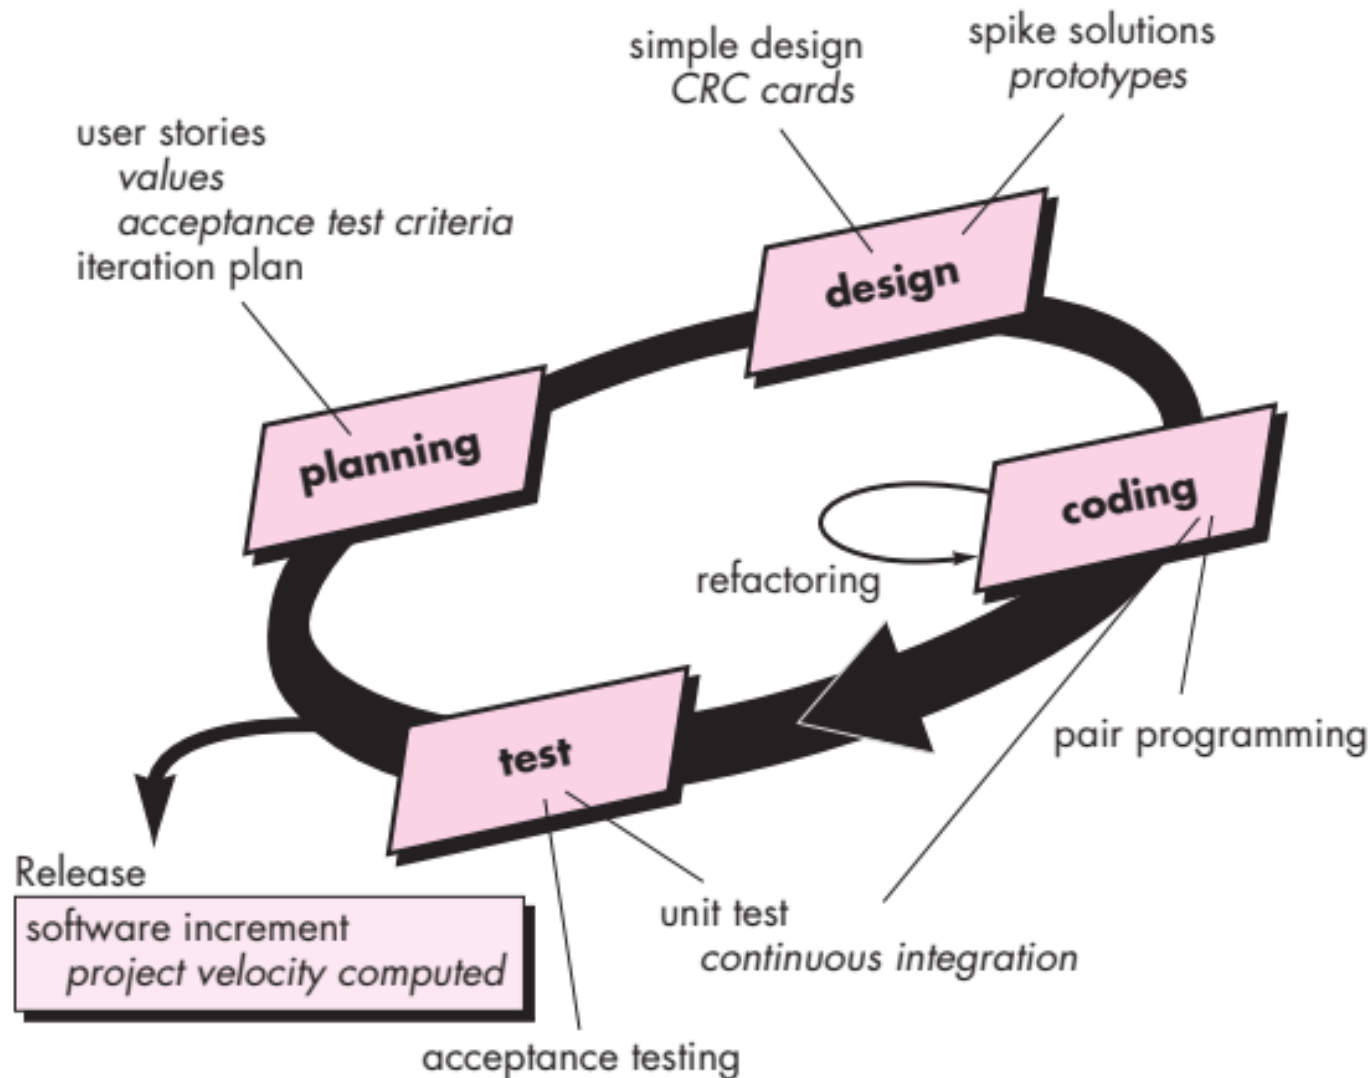 simple design
CRC cards
spike solutions
prototypes
user stories
values
acceptance test criteria
iteration plan
design
planning
coding
refactoring
test
pair programming
Release
software increment
project velocity computed
unit test
continuous integration
acceptance testing